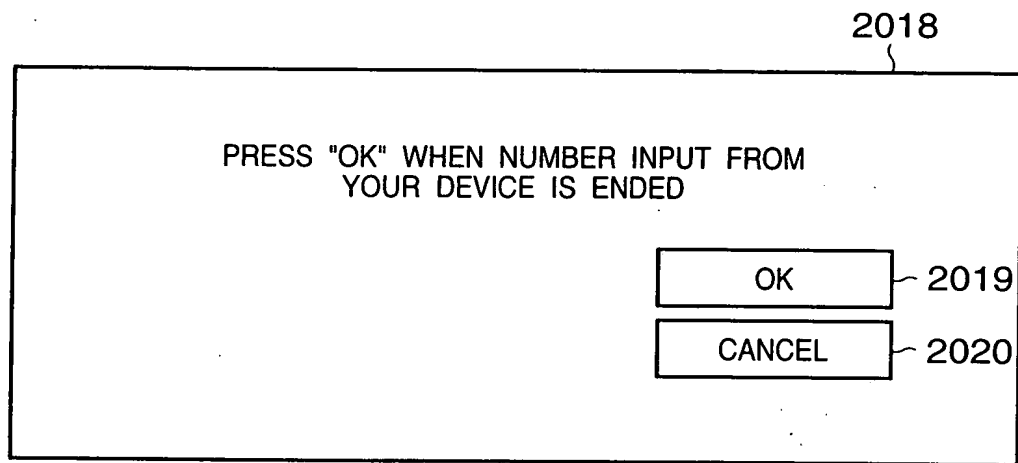 2018
PRESS "OK" WHEN NUMBER INPUT FROM
YOUR DEVICE IS ENDED
OK
2019
CANCEL
2020